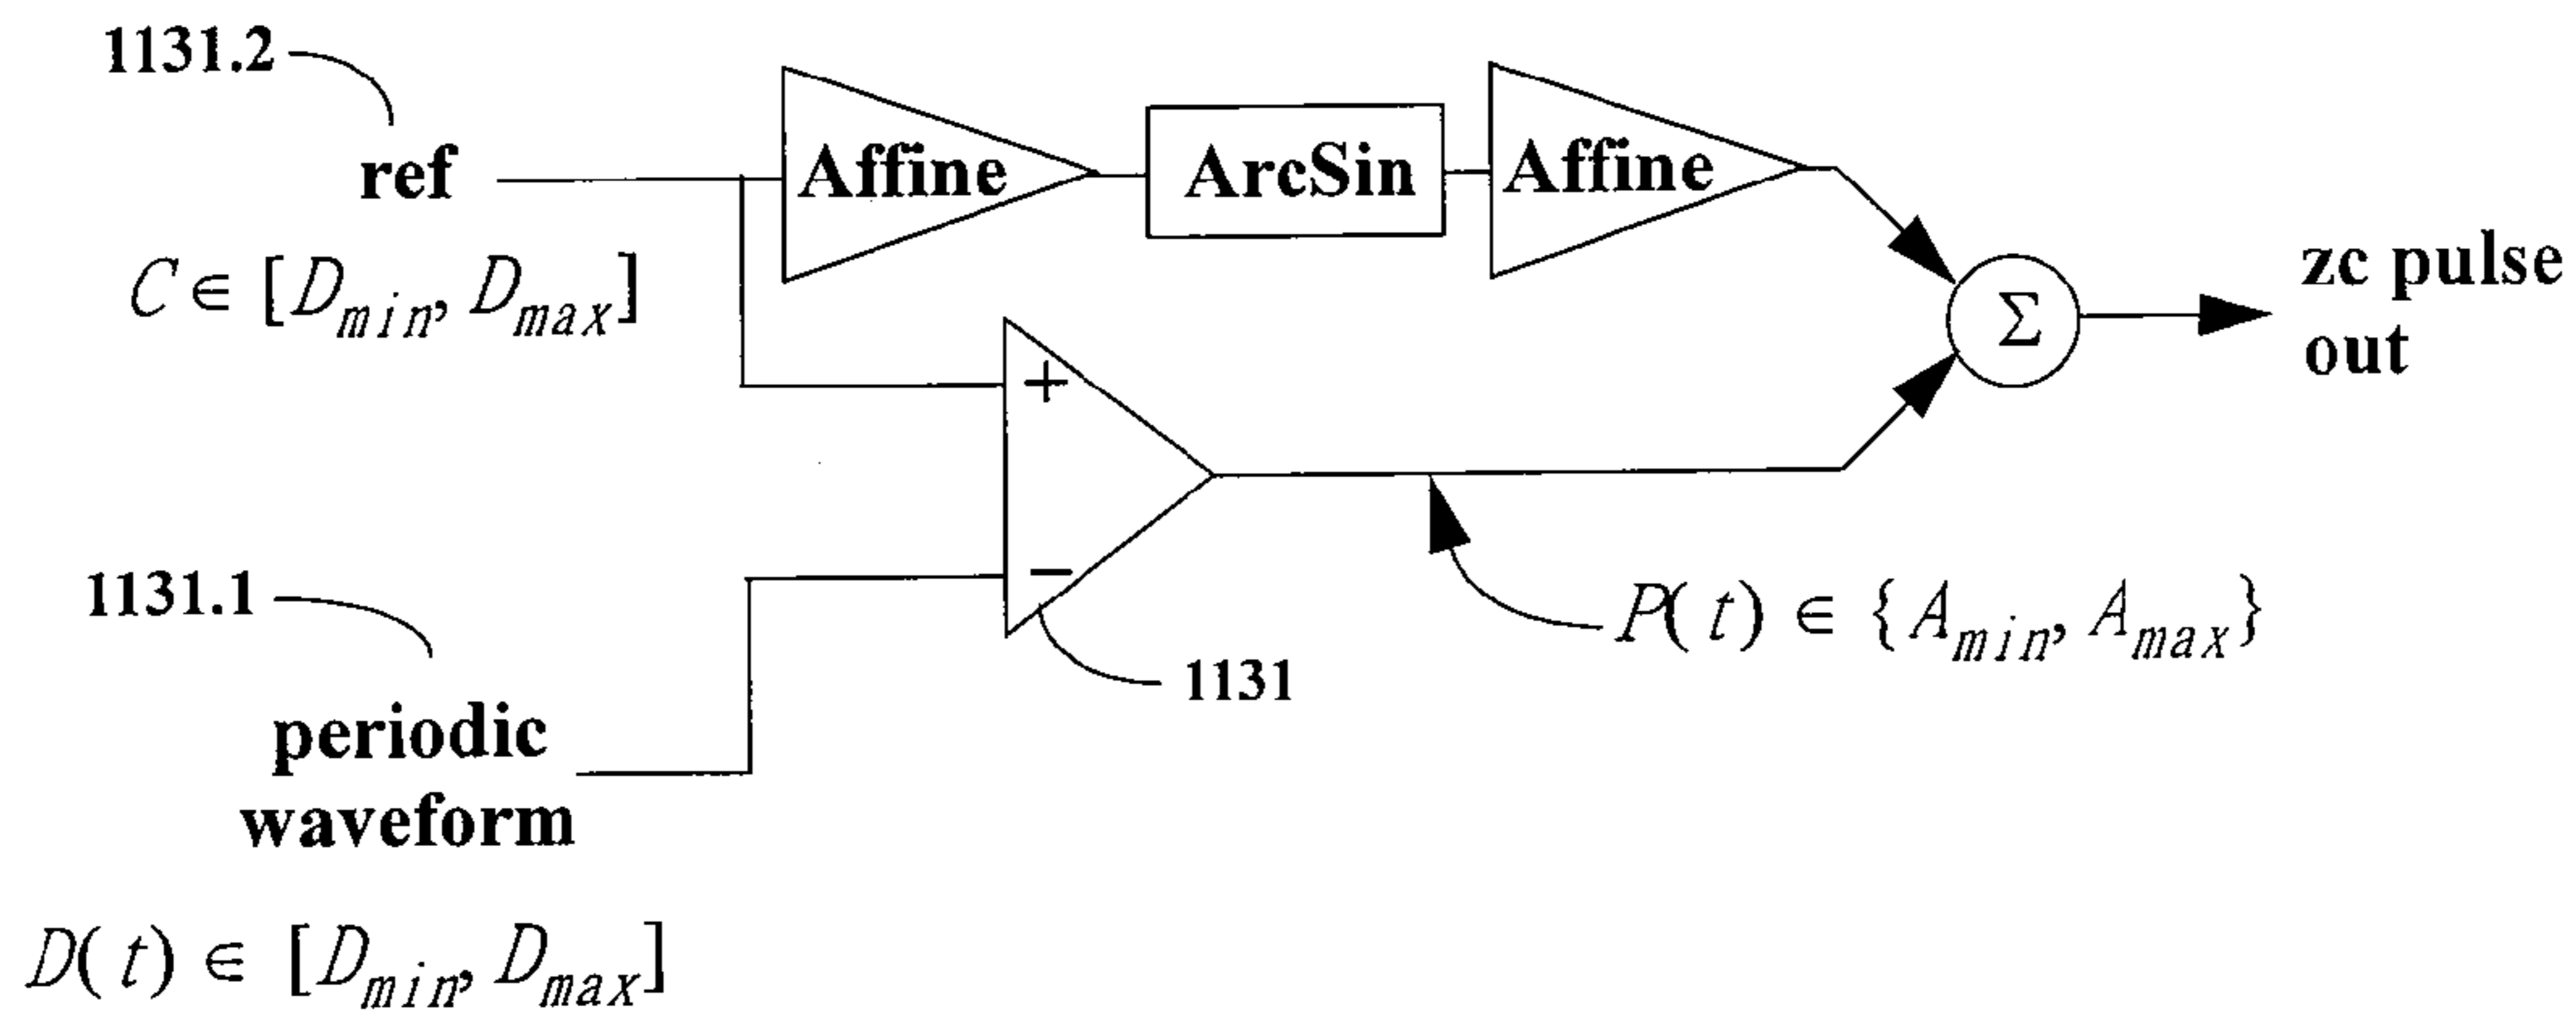 1131.2
ref
C ∈ [D_min, D_max]
Affine
ArcSin
Affine
Σ
zc pulse
out
+
−
1131
P(t) ∈ {A_min, A_max}
1131.1
periodic
waveform
D(t) ∈ [D_min, D_max]